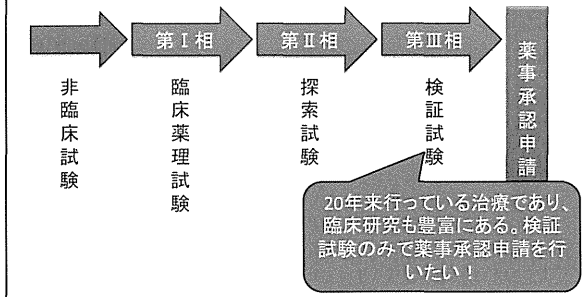 第Ⅰ相
第Ⅱ相
第Ⅲ相
非臨床試験
臨床薬理試験
探索試験
検証試験
薬事承認申請
20年来行っている治療であり、
臨床研究も豊富にある。検証
試験のみで薬事承認申請を行
いたい！